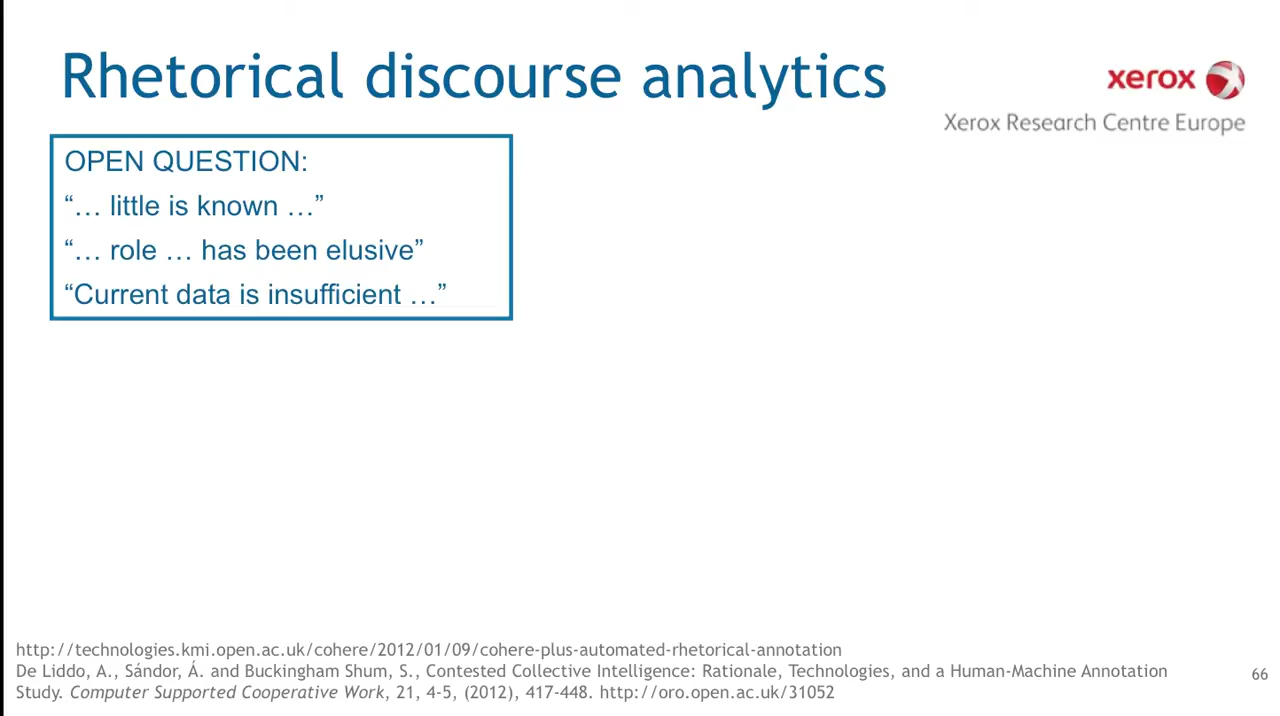 Rhetorical discourse analytics
xerox
Xerox Research Centre Europe
OPEN QUESTION:
“… little is known …”
“… role … has been elusive”
“Current data is insufficient …”
http://technologies.kmi.open.ac.uk/cohere/2012/01/09/cohere-plus-automated-rhetorical-annotation
De Liddo, A., Sándor, Á. and Buckingham Shum, S., Contested Collective Intelligence: Rationale, Technologies, and a Human-Machine Annotation
Study. Computer Supported Cooperative Work, 21, 4-5, (2012), 417-448. http://oro.open.ac.uk/31052
66